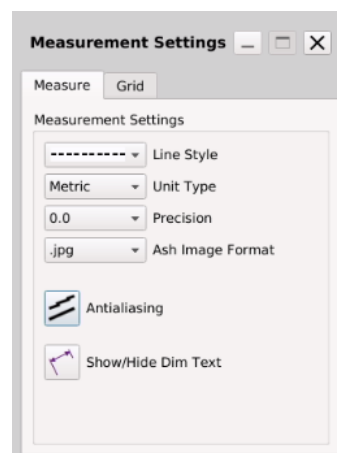 Measurement Settings
Measure Grid
Measurement Settings
Line Style
Metric Unit Type
0.0 Precision
.jpg Ash Image Format
Antialiasing
Show/Hide Dim Text